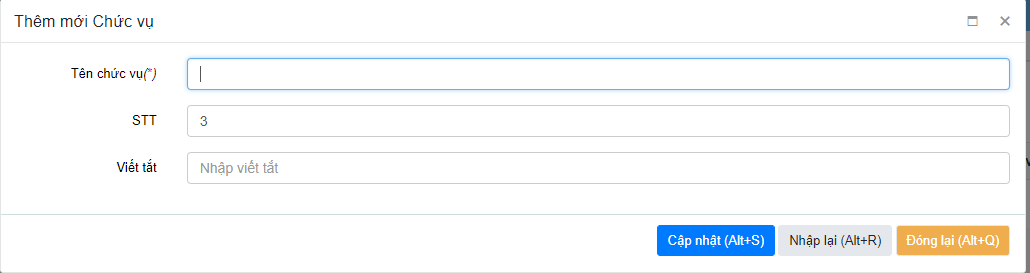 Thêm mới Chức vụ
Tên chức vụ(*)
STT
3
Viết tắt
Nhập viết tắt
Cập nhật (Alt+S) Nhập lại (Alt+R) Đóng lại (Alt+Q)